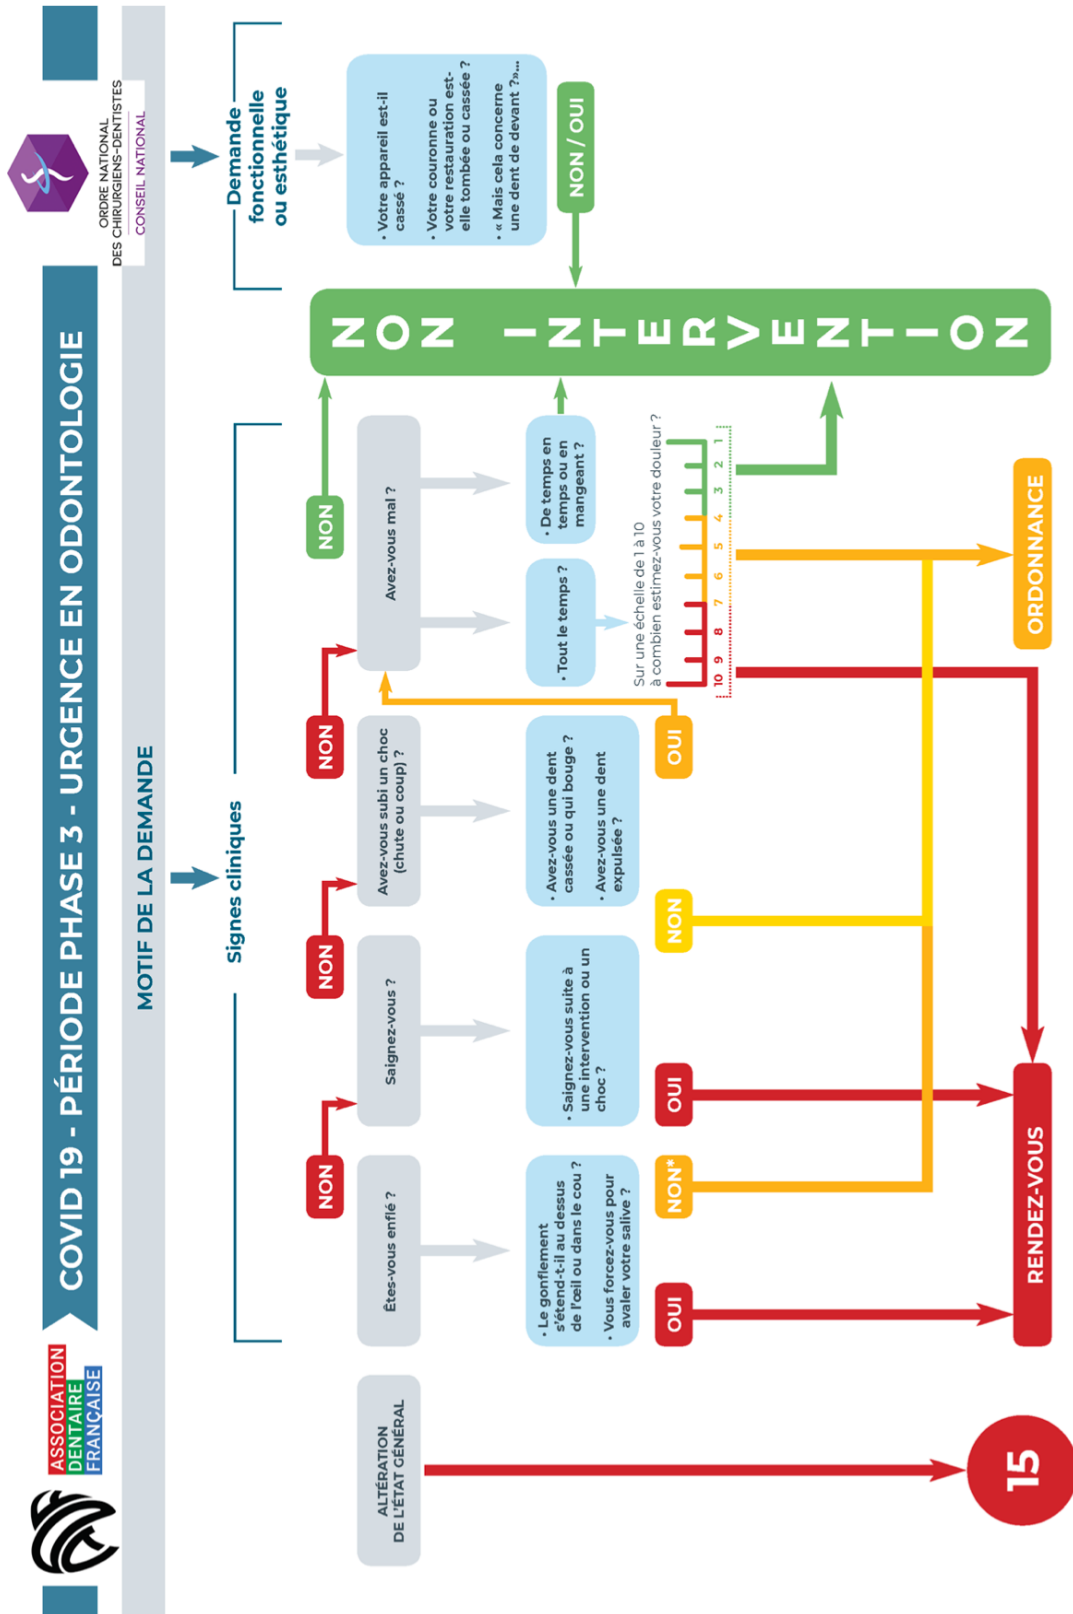 ASSOCIATION
DENTAIRE
FRANÇAISE
COVID 19 - PÉRIODE PHASE 3 - URGENCE EN ODONTOLOGIE
ORDRE NATIONAL
DES CHIRURGIENS-DENTISTES
CONSEIL NATIONAL
MOTIF DE LA DEMANDE
Signes cliniques
Demande
fonctionnelle
ou esthétique
NON
NON
NON
NON
ALTÉRATION
DE L'ÉTAT GÉNÉRAL
Êtes-vous enflé ?
Saignez-vous ?
Avez-vous subi un choc
(chute ou coup) ?
Avez-vous mal ?
• Le gonflement
s'étend-t-il au dessus
de l'œil ou dans le cou ?
• Vous forcez-vous pour
avaler votre salive ?
• Saignez-vous suite à
une intervention ou un
choc ?
• Avez-vous une dent
cassée ou qui bouge ?
• Avez-vous une dent
expulsée ?
• Tout le temps ?
• De temps en
temps ou en
mangeant ?
• Votre appareil est-il
cassé ?
• Votre couronne ou
votre restauration est-
elle tombée ou cassée ?
• « Mais cela concerne
une dent de devant ?»...
NON / OUI
NON INTERVENTION
Sur une échelle de 1 à 10
à combien estimez-vous votre douleur ?
10 9 8 7 6 5 4 3 2 1
OUI
NON*
OUI
NON
OUI
15
RENDEZ-VOUS
ORDONNANCE